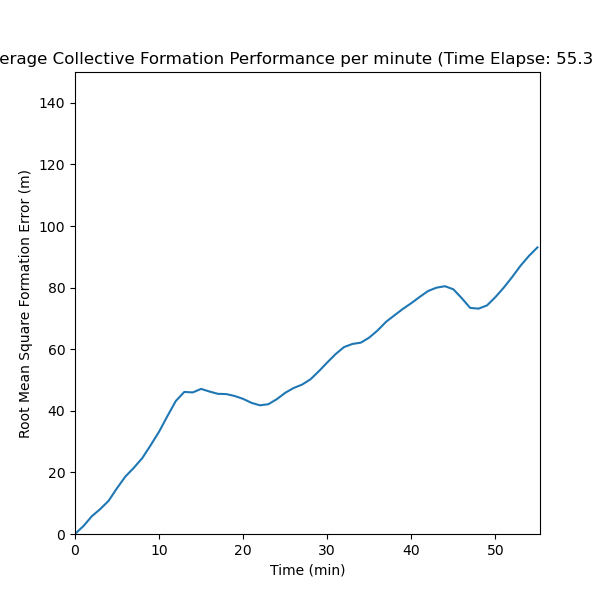 erage Collective Formation Performance per minute (Time Elapse: 55.3
140
120
100
80
60
40
20
0
Root Mean Square Formation Error (m)
0 10 20 30 40 50
Time (min)